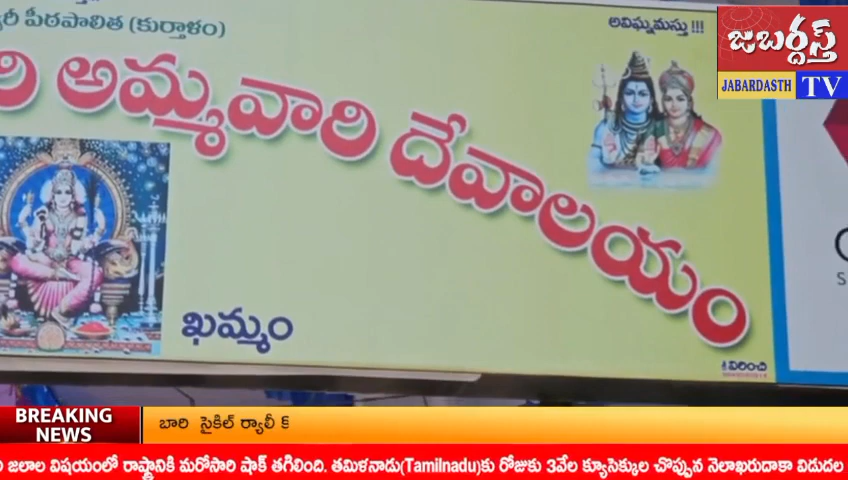 రీ పీఠపాలిత (కుర్తాళం)
అవిఘ్నమస్తు !!!
జబర్దస్త్
JABARDASTH TV
రి అమ్మవారి దేవాలయం
ఖమ్మం
విరించి
BREAKING NEWS
బారి సైకిల్ ర్యాలీ క
జలాల విషయంలో రాష్ట్రానికి మరోసారి షాక్ తగిలింది. తమిళనాడు(Tamilnadu)కు రోజుకు 3వేల క్యూసెక్కుల చొప్పున నెలాఖరుదాకా విడుదల